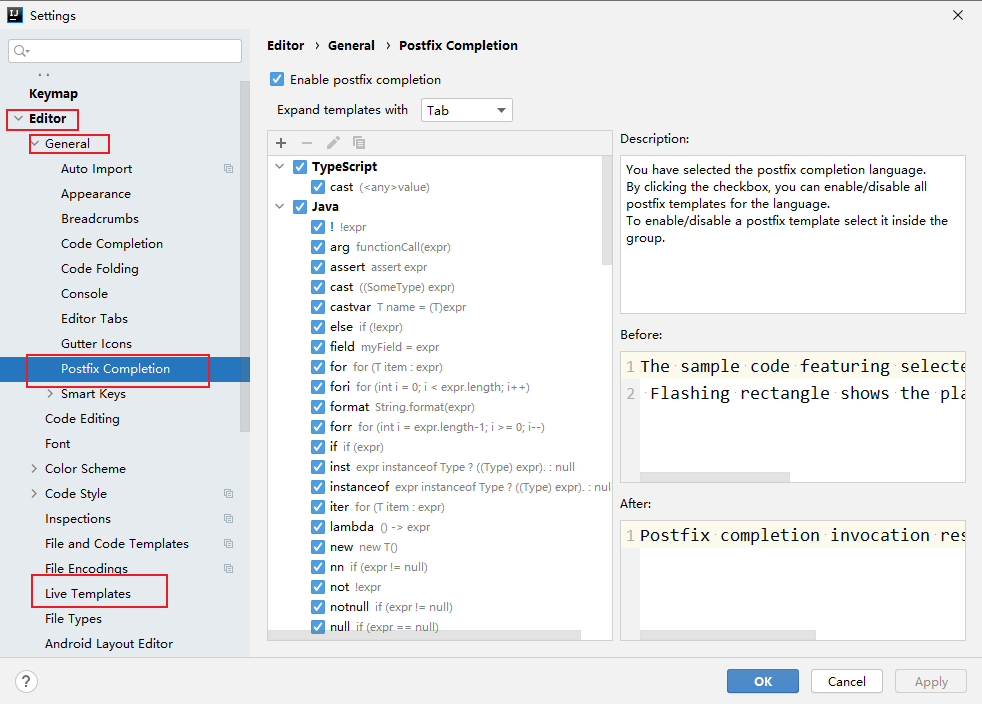 IJ Settings
Keymap
Editor
General
Auto Import
Appearance
Breadcrumbs
Code Completion
Code Folding
Console
Editor Tabs
Gutter Icons
Postfix Completion
Smart Keys
Code Editing
Font
Color Scheme
Code Style
Inspections
File and Code Templates
File Encodings
Live Templates
File Types
Android Layout Editor
Editor › General › Postfix Completion
Enable postfix completion
Expand templates with Tab
TypeScript
cast (<any>value)
Java
! !expr
arg functionCall(expr)
assert assert expr
cast ((SomeType) expr)
castvar T name = (T)expr
else if (!expr)
field myField = expr
for for (T item : expr)
fori for (int i = 0; i < expr.length; i++)
format String.format(expr)
forr for (int i = expr.length-1; i >= 0; i--)
if if (expr)
inst expr instanceof Type ? ((Type) expr). : null
instanceof expr instanceof Type ? ((Type) expr). : nul
iter for (T item : expr)
lambda () -> expr
new new T()
nn if (expr != null)
not !expr
notnull if (expr != null)
null if (expr == null)
Description:
You have selected the postfix completion language.
By clicking the checkbox, you can enable/disable all
postfix templates for the language.
To enable/disable a postfix template select it inside the
group.
Before:
1 The sample code featuring selecte
2 Flashing rectangle shows the pla
After:
1 Postfix completion invocation res
? OK Cancel Apply